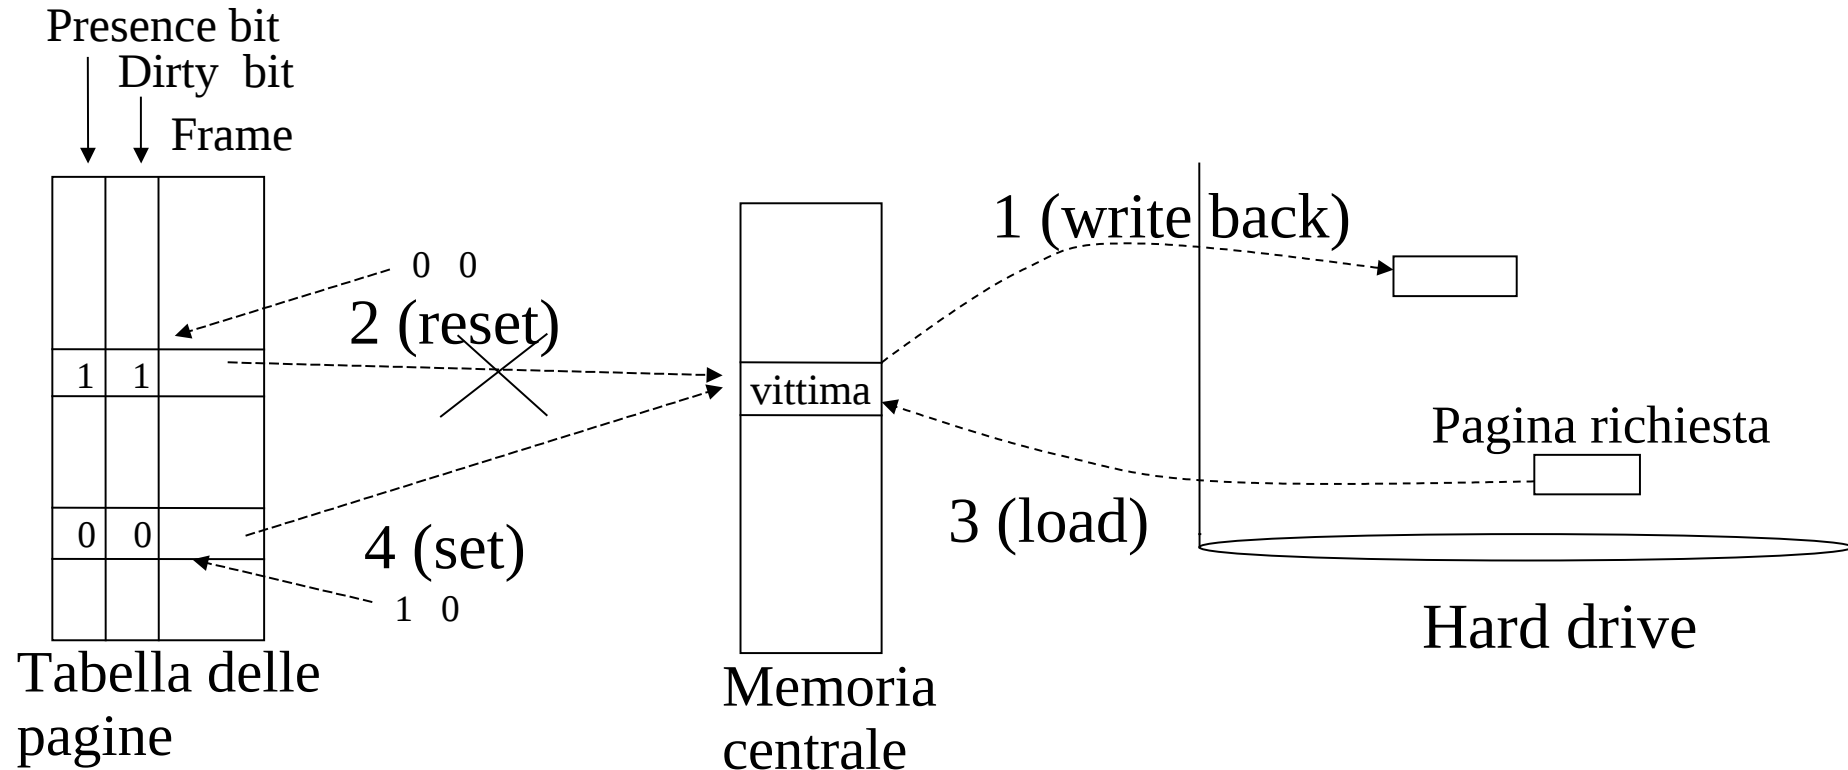 Presence bit
Dirty bit
Frame
1 (write back)
0 0
2 (reset)
1 1
vittima
Pagina richiesta
3 (load)
0 0
4 (set)
1 0
Hard drive
Tabella delle
pagine
Memoria
centrale